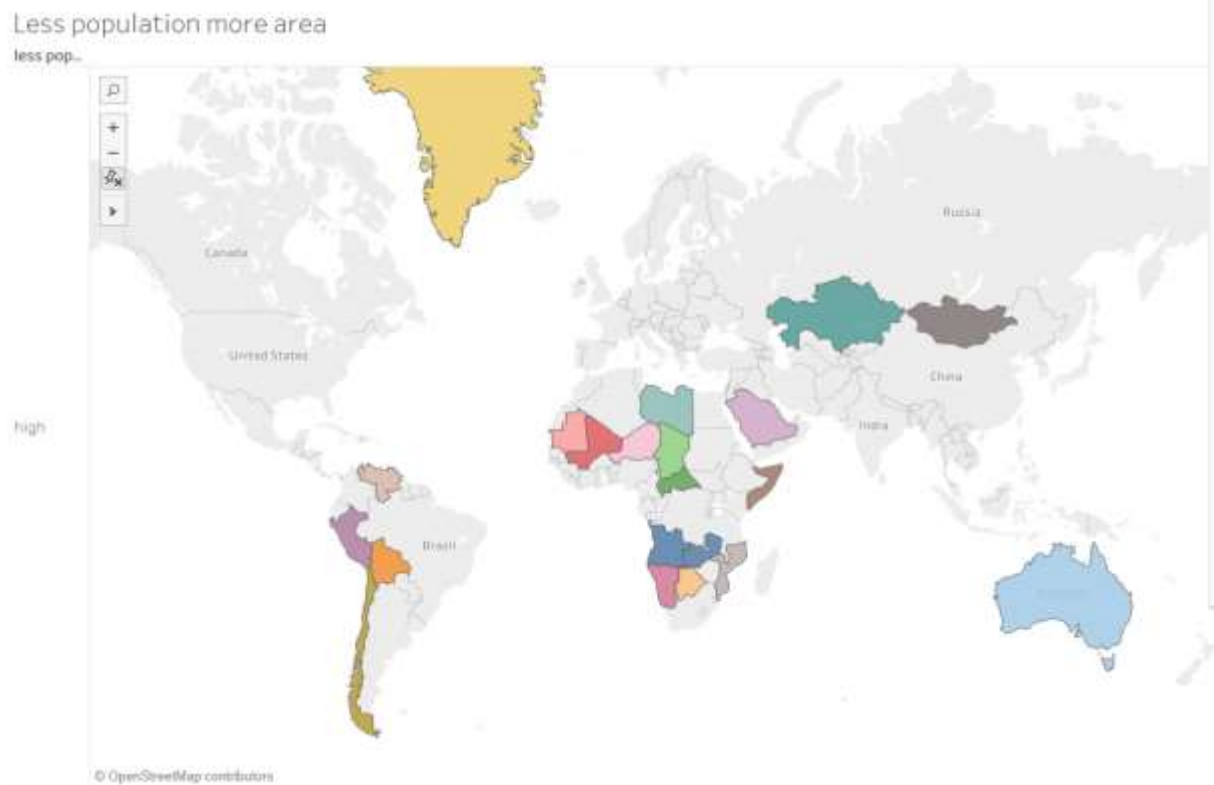 Less population more area
less pop..
Russia
Canada
United States
China
India
high
Brazil
© OpenStreetMap contributors